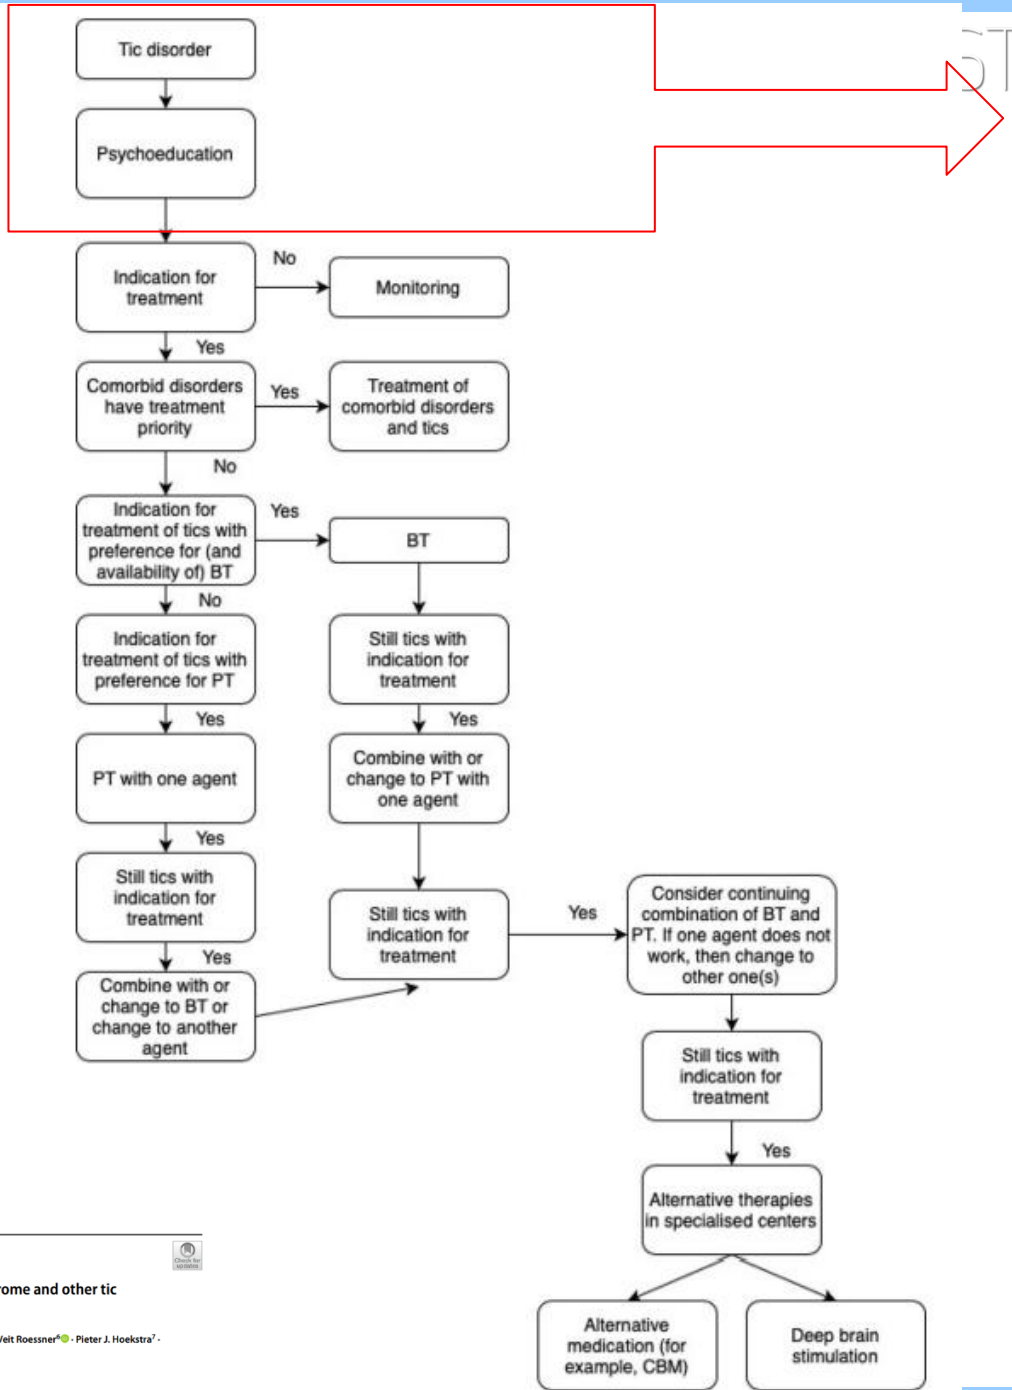 ST
Tic disorder
Psychoeducation
Indication for
treatment
No
Monitoring
Yes
Comorbid disorders
have treatment
priority
Yes
Treatment of
comorbid disorders
and tics
No
Indication for
treatment of tics with
preference for (and
availability of) BT
Yes
BT
No
Indication for
treatment of tics with
preference for PT
Still tics with
indication for
treatment
Yes
Yes
PT with one agent
Combine with or
change to PT with
one agent
Yes
Still tics with
indication for
treatment
Still tics with
indication for
treatment
Yes
Consider continuing
combination of BT and
PT. If one agent does not
work, then change to
other one(s)
Yes
Combine with or
change to BT or
change to another
agent
Still tics with
indication for
treatment
Yes
Alternative therapies
in specialised centers
Check for
updates
rome and other tic
Veit Roessner⁶ · Pieter J. Hoekstra⁷ ·
Alternative
medication (for
example, CBM)
Deep brain
stimulation